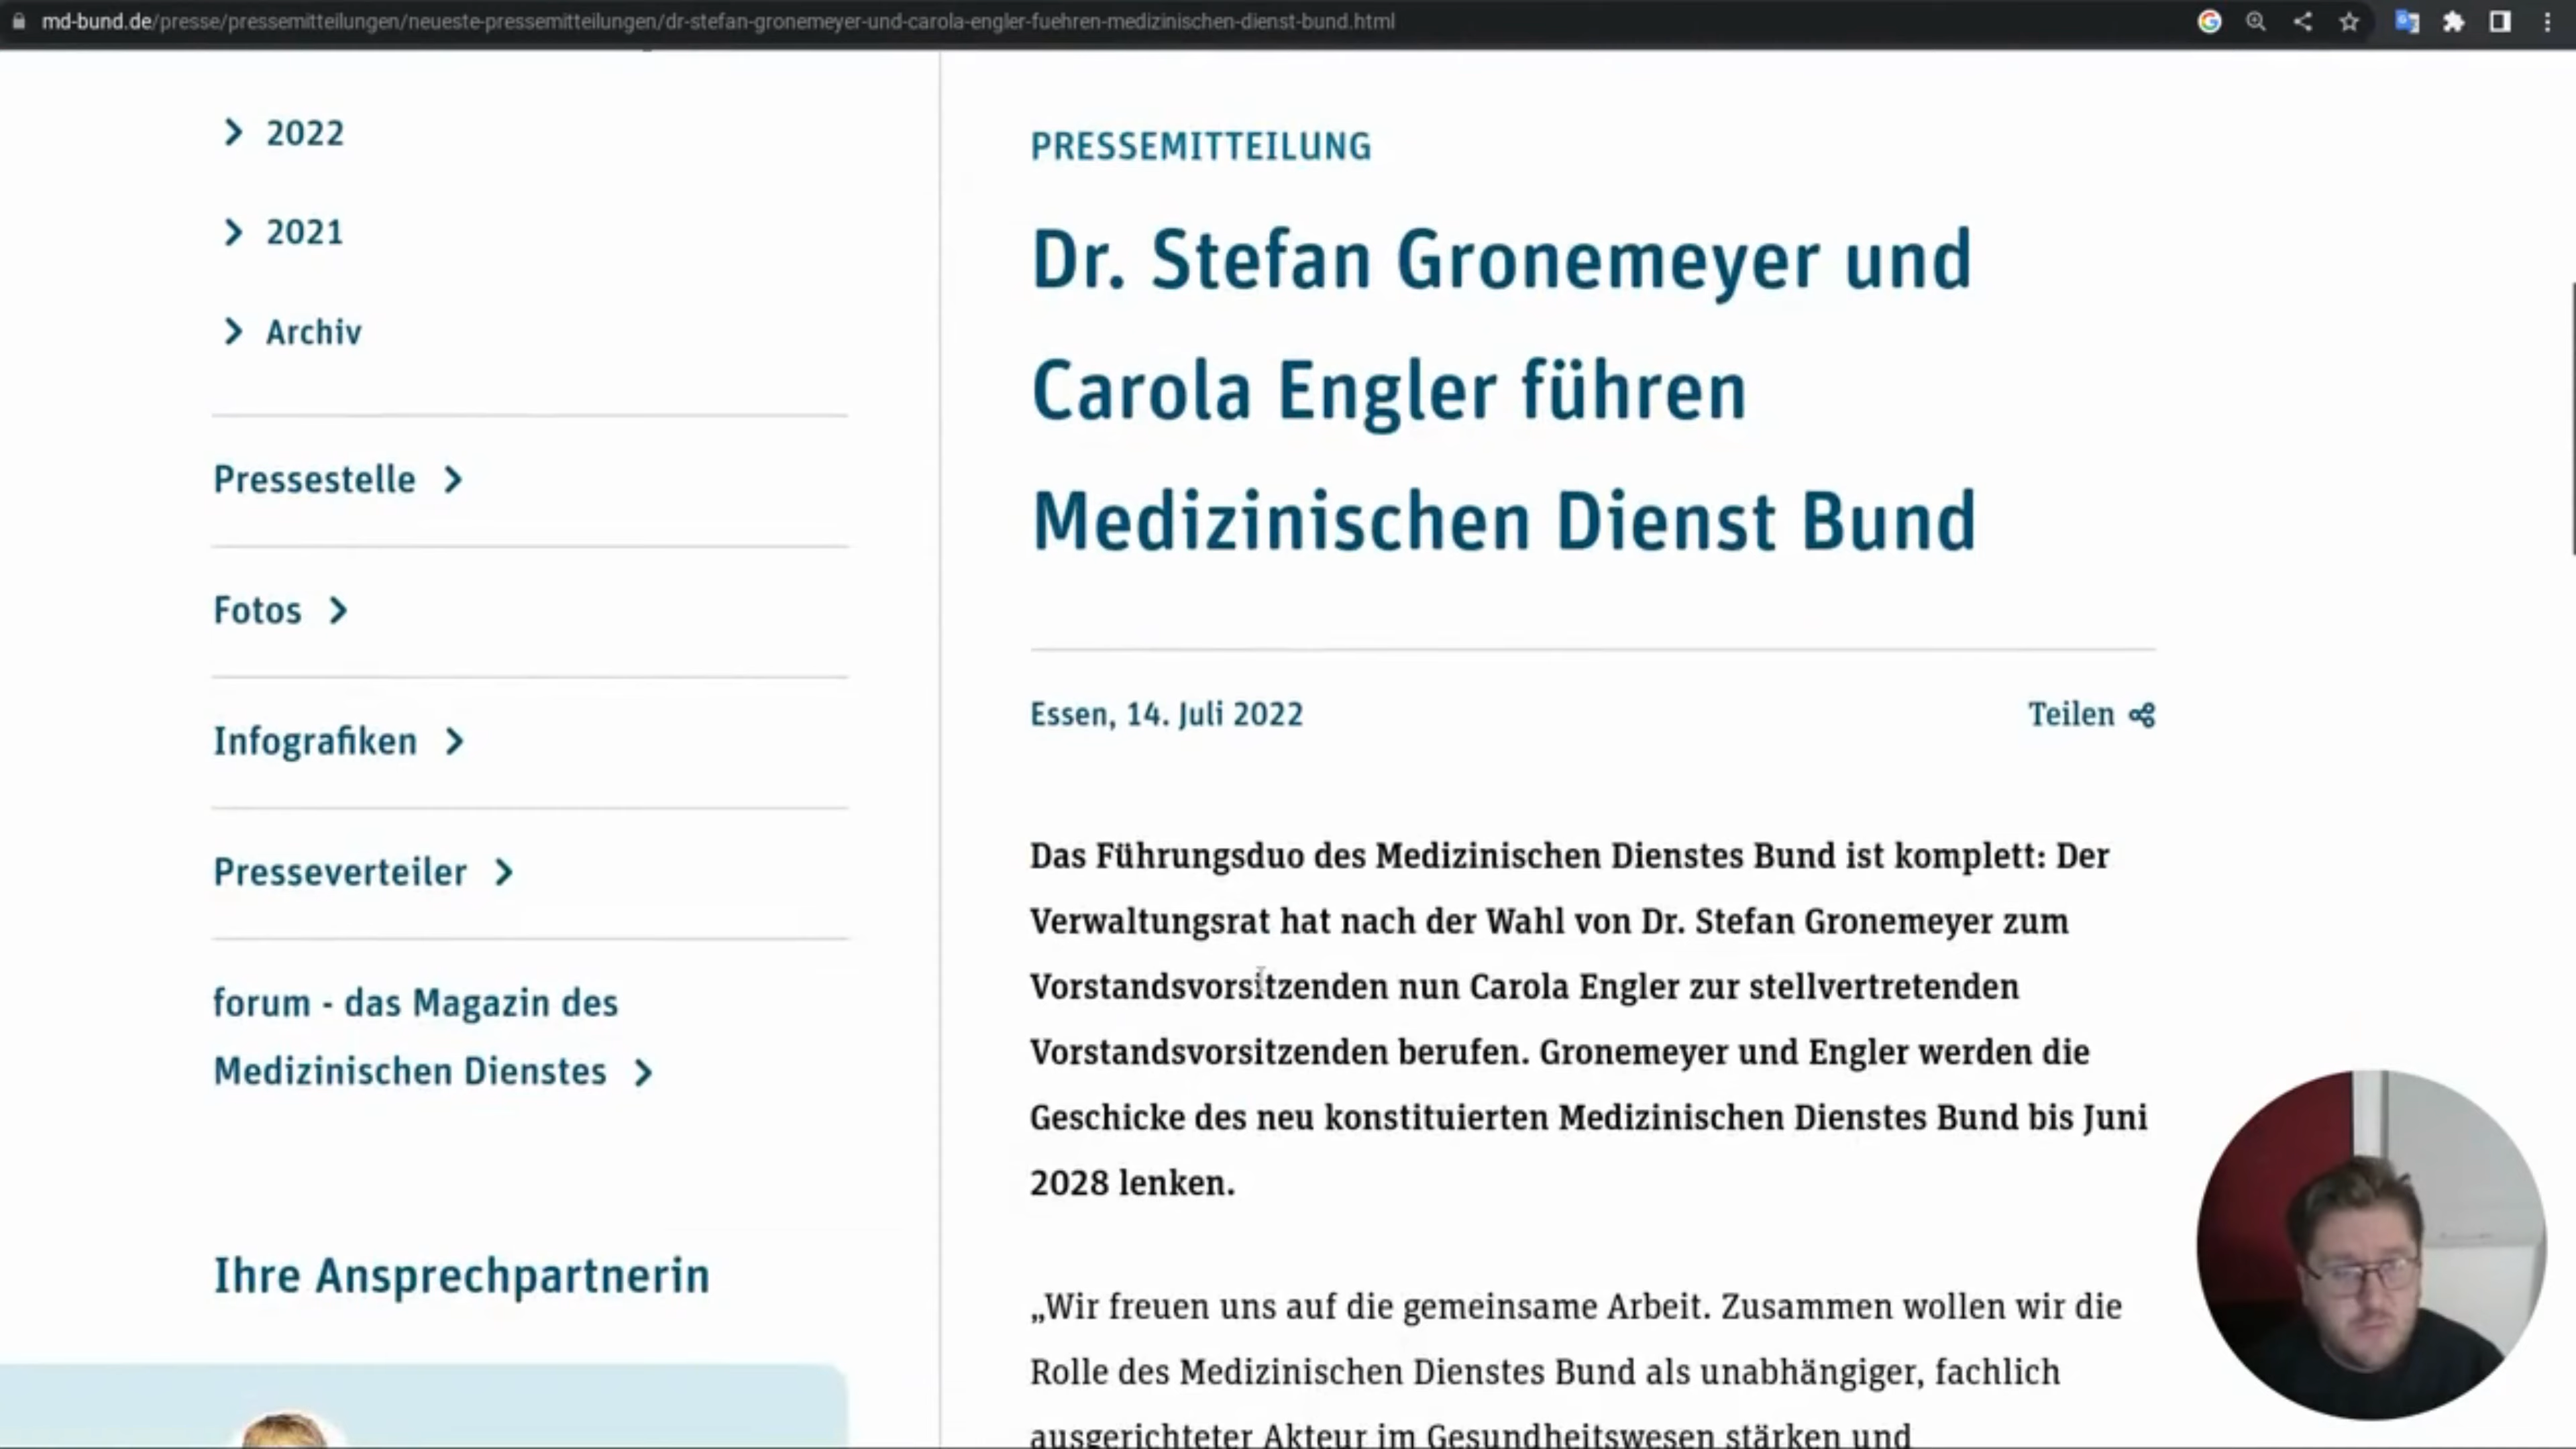 md-bund.de/presse/pressemitteilungen/neueste-pressemitteilungen/dr-stefan-gronemeyer-und-carola-engler-fuehren-medizinischen-dienst-bund.html
2022
2021
Archiv
Pressestelle
Fotos
Infografiken
Presseverteiler
forum - das Magazin des
Medizinischen Dienstes
Ihre Ansprechpartnerin
PRESSEMITTEILUNG
Dr. Stefan Gronemeyer und
Carola Engler führen
Medizinischen Dienst Bund
Essen, 14. Juli 2022
Teilen
Das Führungsduo des Medizinischen Dienstes Bund ist komplett: Der
Verwaltungsrat hat nach der Wahl von Dr. Stefan Gronemeyer zum
Vorstandsvorsitzenden nun Carola Engler zur stellvertretenden
Vorstandsvorsitzenden berufen. Gronemeyer und Engler werden die
Geschicke des neu konstituierten Medizinischen Dienstes Bund bis Juni
2028 lenken.
„Wir freuen uns auf die gemeinsame Arbeit. Zusammen wollen wir die
Rolle des Medizinischen Dienstes Bund als unabhängiger, fachlich
ausgerichteter Akteur im Gesundheitswesen stärken und